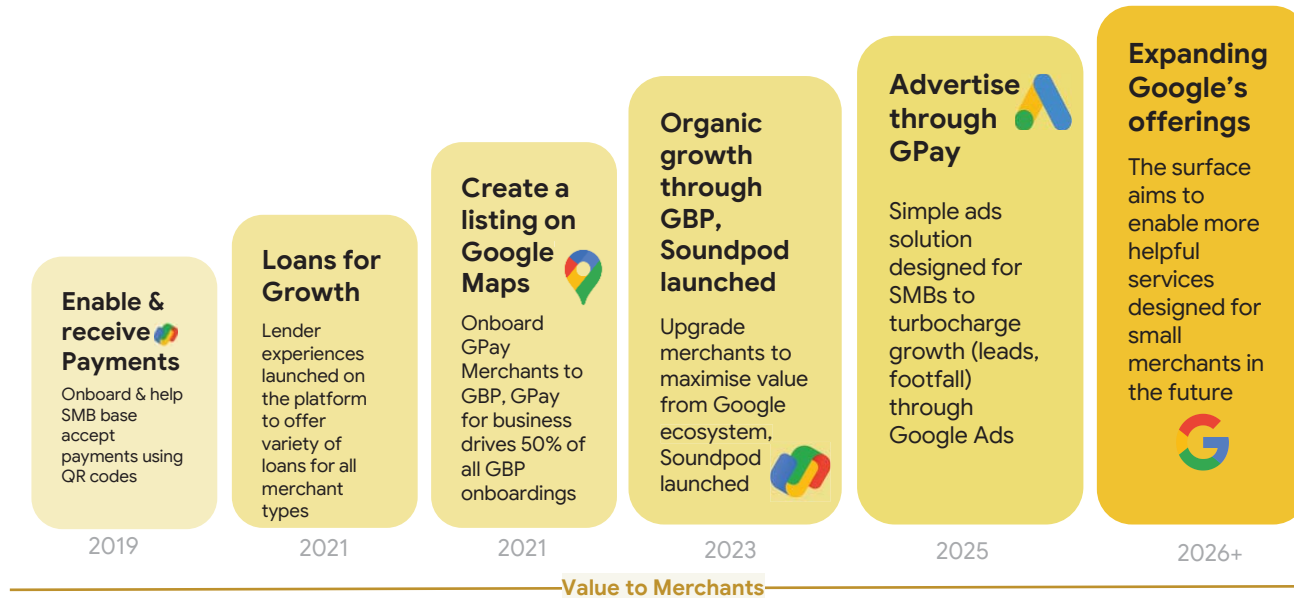 Enable &
receive
Payments
Onboard & help
SMB base
accept
payments using
QR codes
2019
Loans for
Growth
Lender
experiences
launched on
the platform
to offer
variety of
loans for all
merchant
types
2021
Create a
listing on
Google
Maps
Onboard
GPay
Merchants to
GBP, GPay
for business
drives 50% of
all GBP
onboardings
2021
Organic
growth
through
GBP,
Soundpod
launched
Upgrade
merchants to
maximise value
from Google
ecosystem,
Soundpod
launched
2023
Advertise
through
GPay
Simple ads
solution
designed for
SMBs to
turbocharge
growth (leads,
footfall)
through
Google Ads
2025
Expanding
Google’s
offerings
The surface
aims to
enable more
helpful
services
designed for
small
merchants in
the future
2026+
Value to Merchants